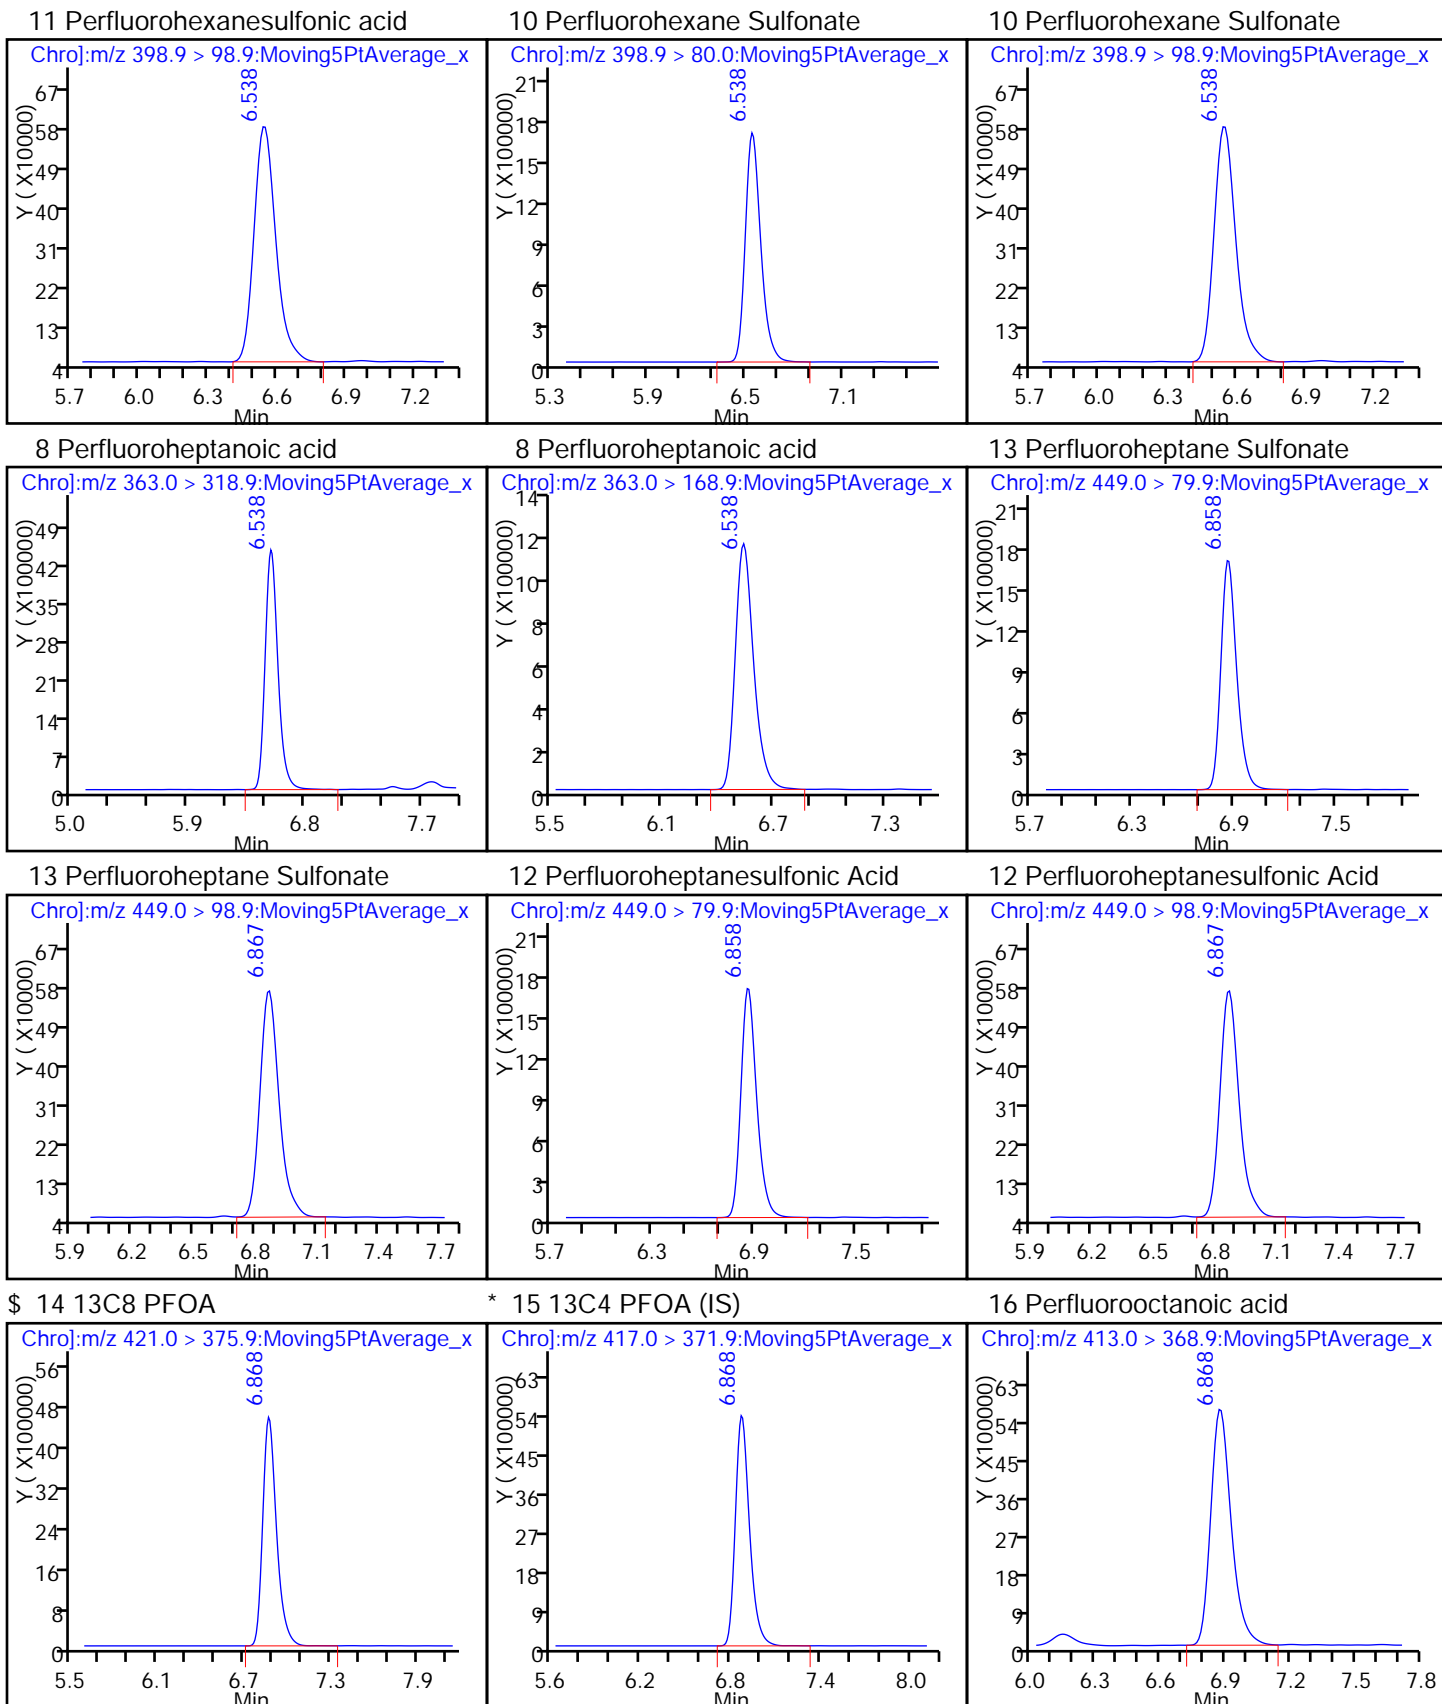 11 Perfluorohexanesulfonic acid
Chro]:m/z 398.9 > 98.9:Moving5PtAverage_x
Y ( X10000)
67
58
49
40
31
22
13
4
6.538
5.7 6.0 6.3 6.6 6.9 7.2
Min
10 Perfluorohexane Sulfonate
Chro]:m/z 398.9 > 80.0:Moving5PtAverage_x
Y ( X100000)
21
18
15
12
9
6
3
0
6.538
5.3 5.9 6.5 7.1
Min
10 Perfluorohexane Sulfonate
Chro]:m/z 398.9 > 98.9:Moving5PtAverage_x
Y ( X10000)
67
58
49
40
31
22
13
4
6.538
5.7 6.0 6.3 6.6 6.9 7.2
Min
8 Perfluoroheptanoic acid
Chro]:m/z 363.0 > 318.9:Moving5PtAverage_x
Y ( X100000)
49
42
35
28
21
14
7
0
6.538
5.0 5.9 6.8 7.7
Min
8 Perfluoroheptanoic acid
Chro]:m/z 363.0 > 168.9:Moving5PtAverage_x
Y ( X100000)
14
12
10
8
6
4
2
0
6.538
5.5 6.1 6.7 7.3
Min
13 Perfluoroheptane Sulfonate
Chro]:m/z 449.0 > 79.9:Moving5PtAverage_x
Y ( X100000)
21
18
15
12
9
6
3
0
6.858
5.7 6.3 6.9 7.5
Min
13 Perfluoroheptane Sulfonate
Chro]:m/z 449.0 > 98.9:Moving5PtAverage_x
Y ( X10000)
67
58
49
40
31
22
13
4
6.867
5.9 6.2 6.5 6.8 7.1 7.4 7.7
Min
12 Perfluoroheptanesulfonic Acid
Chro]:m/z 449.0 > 79.9:Moving5PtAverage_x
Y ( X100000)
21
18
15
12
9
6
3
0
6.858
5.7 6.3 6.9 7.5
Min
12 Perfluoroheptanesulfonic Acid
Chro]:m/z 449.0 > 98.9:Moving5PtAverage_x
Y ( X10000)
67
58
49
40
31
22
13
4
6.867
5.9 6.2 6.5 6.8 7.1 7.4 7.7
Min
$ 14 13C8 PFOA
Chro]:m/z 421.0 > 375.9:Moving5PtAverage_x
Y ( X100000)
56
48
40
32
24
16
8
0
6.868
5.5 6.1 6.7 7.3 7.9
Min
* 15 13C4 PFOA (IS)
Chro]:m/z 417.0 > 371.9:Moving5PtAverage_x
Y ( X100000)
63
54
45
36
27
18
9
0
6.868
5.6 6.2 6.8 7.4 8.0
Min
16 Perfluorooctanoic acid
Chro]:m/z 413.0 > 368.9:Moving5PtAverage_x
Y ( X10000)
63
54
45
36
27
18
9
0
6.868
6.0 6.3 6.6 6.9 7.2 7.5 7.8
Min